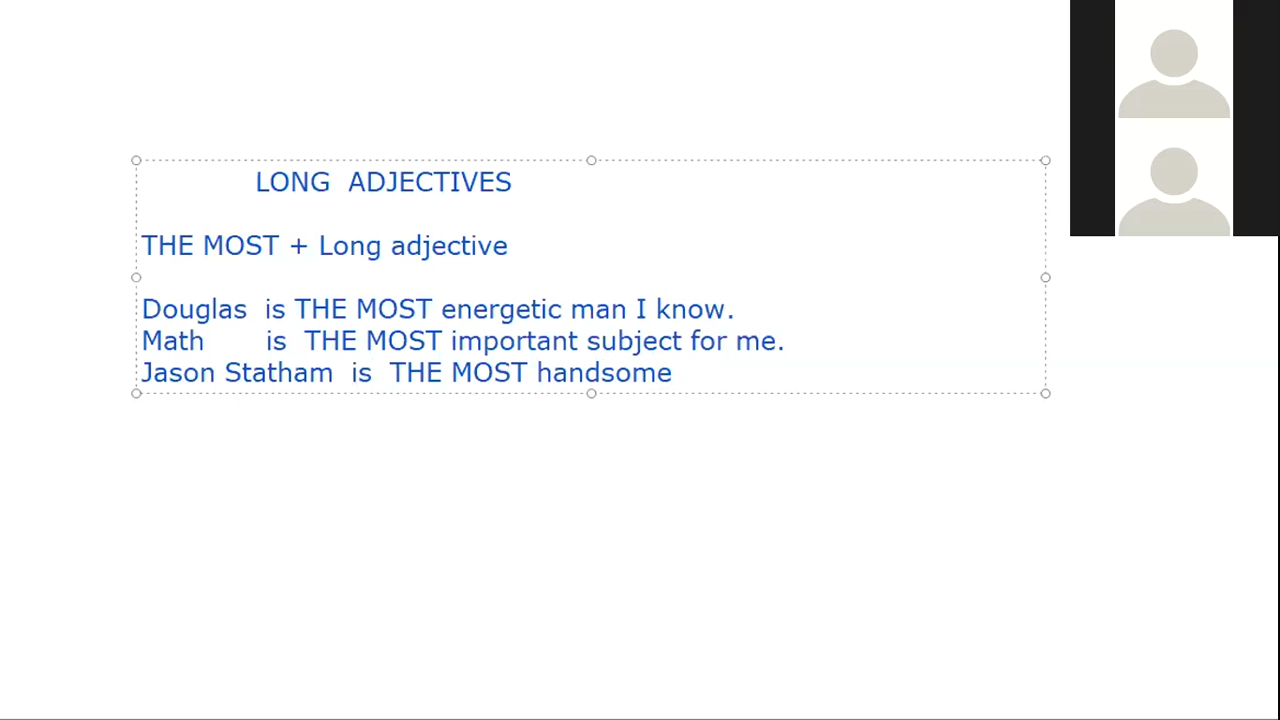 LONG ADJECTIVES
THE MOST + Long adjective
Douglas is THE MOST energetic man I know.
Math is THE MOST important subject for me.
Jason Statham is THE MOST handsome